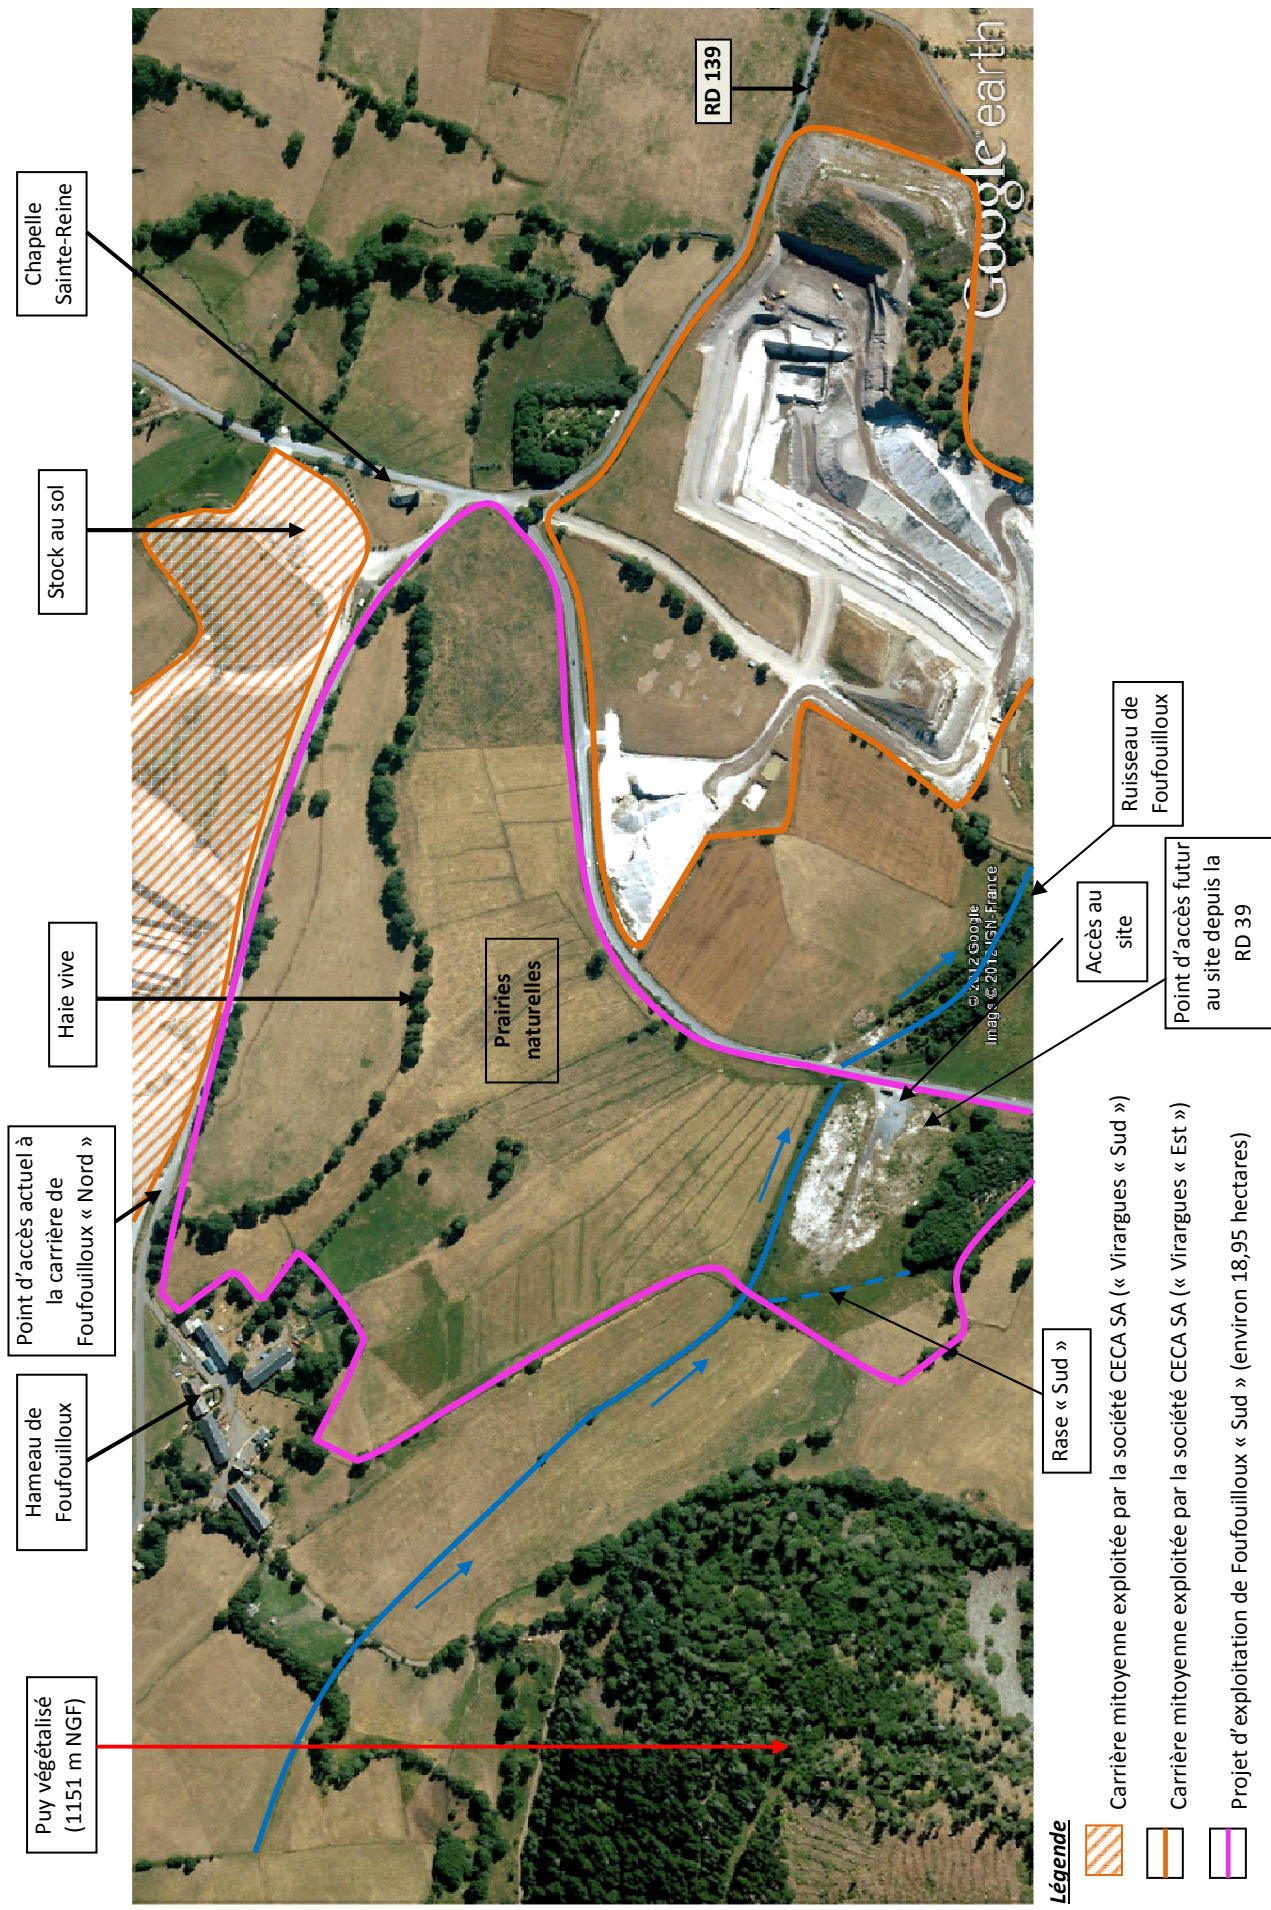 Puy végétalisé
(1151 m NGF)
Hameau de
Foufouilloux
Point d'accès actuel à
la carrière de
Foufouilloux « Nord »
Haie vive
Stock au sol
Chapelle
Sainte-Reine
RD 139
Prairies
naturelles
© 2012 Google
Image © 2012 IGN-France
Google earth
Rase « Sud »
Accès au
site
Point d'accès futur
au site depuis la
RD 39
Ruisseau de
Foufouilloux
Légende
Carrière mitoyenne exploitée par la société CECA SA (« Virargues « Sud »)
Carrière mitoyenne exploitée par la société CECA SA (« Virargues « Est »)
Projet d'exploitation de Foufouilloux « Sud » (environ 18,95 hectares)